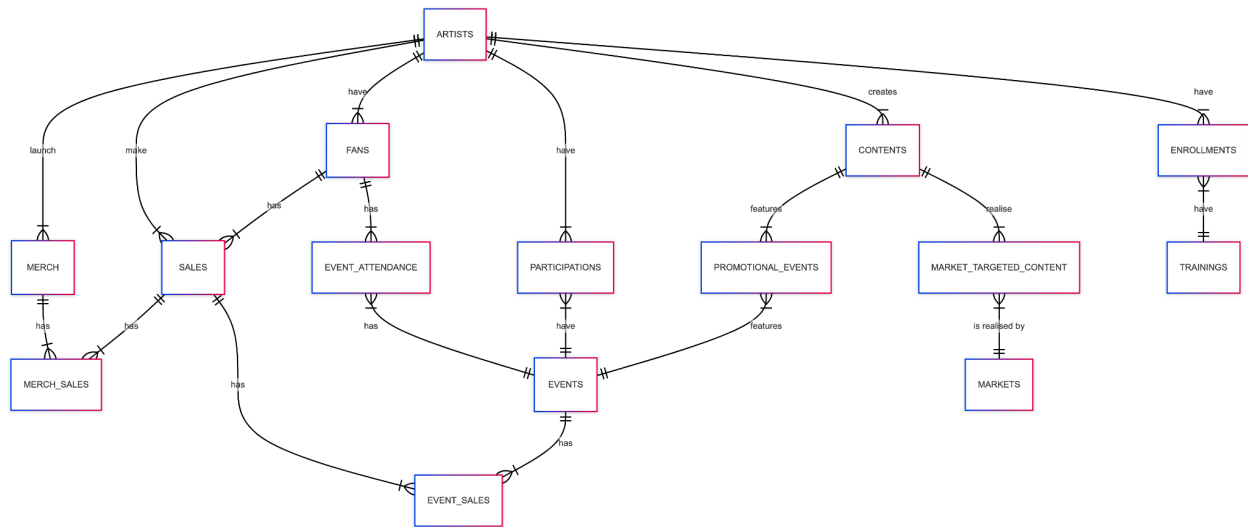 ARTISTS
have
creates
have
FANS
CONTENTS
ENROLLMENTS
launch
make
have
has
has
features
realise
have
MERCH
SALES
EVENT_ATTENDANCE
PARTICIPATIONS
PROMOTIONAL_EVENTS
MARKET_TARGETED_CONTENT
TRAININGS
has
has
has
have
features
is realised by
MERCH_SALES
has
EVENTS
MARKETS
has
EVENT_SALES